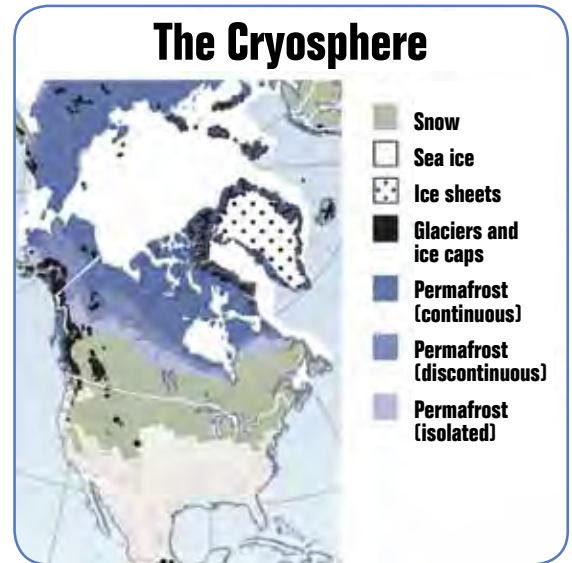 The Cryosphere
Snow
Sea ice
Ice sheets
Glaciers and
ice caps
Permafrost
(continuous)
Permafrost
(discontinuous)
Permafrost
(isolated)